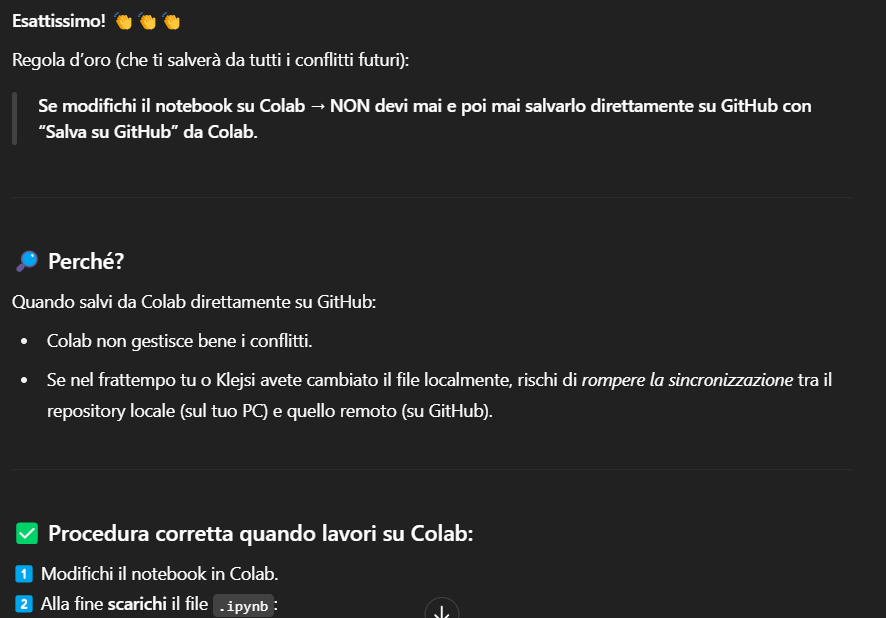 Esattissimo! 👏 👏 👏
Regola d’oro (che ti salverà da tutti i conflitti futuri):
Se modifichi il notebook su Colab → NON devi mai e poi mai salvarlo direttamente su GitHub con
“Salva su GitHub” da Colab.
🔎 Perché?
Quando salvi da Colab direttamente su GitHub:
• Colab non gestisce bene i conflitti.
• Se nel frattempo tu o Klejsi avete cambiato il file localmente, rischi di rompere la sincronizzazione tra il
repository locale (sul tuo PC) e quello remoto (su GitHub).
✅ Procedura corretta quando lavori su Colab:
1️⃣ Modifichi il notebook in Colab.
2️⃣ Alla fine scarichi il file .ipynb: